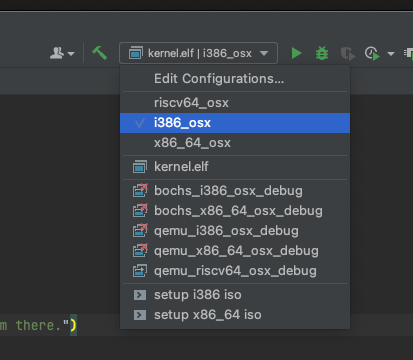 kernel.elf | i386_osx
Edit Configurations...
riscv64_osx
i386_osx
x86_64_osx
kernel.elf
bochs_i386_osx_debug
bochs_x86_64_osx_debug
qemu_i386_osx_debug
qemu_x86_64_osx_debug
qemu_riscv64_osx_debug
setup i386 iso
m there.")
setup x86_64 iso